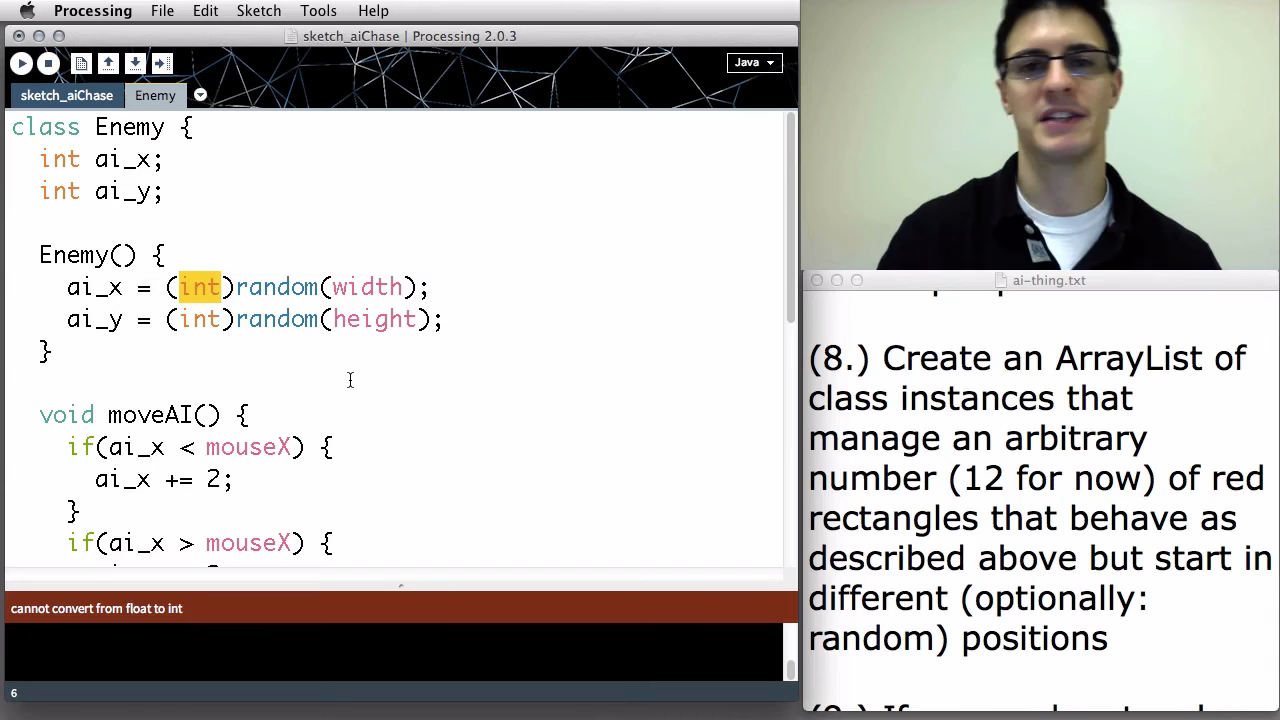 Processing File Edit Sketch Tools Help
sketch_aiChase | Processing 2.0.3
Java
sketch_aiChase Enemy
class Enemy {
int ai_x;
int ai_y;
Enemy() {
ai_x = (int)random(width);
ai_y = (int)random(height);
}
void moveAI() {
if(ai_x < mouseX) {
ai_x += 2;
}
if(ai_x > mouseX) {
cannot convert from float to int
6
ai-thing.txt
(8.) Create an ArrayList of
class instances that
manage an arbitrary
number (12 for now) of red
rectangles that behave as
described above but start in
different (optionally:
random) positions